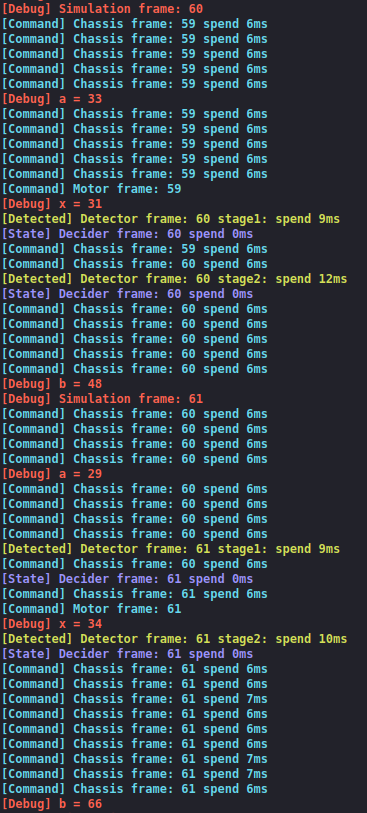 [Debug] Simulation frame: 60
[Command] Chassis frame: 59 spend 6ms
[Command] Chassis frame: 59 spend 6ms
[Command] Chassis frame: 59 spend 6ms
[Command] Chassis frame: 59 spend 6ms
[Command] Chassis frame: 59 spend 6ms
[Debug] a = 33
[Command] Chassis frame: 59 spend 6ms
[Command] Chassis frame: 59 spend 6ms
[Command] Chassis frame: 59 spend 6ms
[Command] Chassis frame: 59 spend 6ms
[Command] Chassis frame: 59 spend 6ms
[Command] Motor frame: 59
[Debug] x = 31
[Detected] Detector frame: 60 stage1: spend 9ms
[State] Decider frame: 60 spend 0ms
[Command] Chassis frame: 59 spend 6ms
[Command] Chassis frame: 60 spend 6ms
[Detected] Detector frame: 60 stage2: spend 12ms
[State] Decider frame: 60 spend 0ms
[Command] Chassis frame: 60 spend 6ms
[Command] Chassis frame: 60 spend 6ms
[Command] Chassis frame: 60 spend 6ms
[Command] Chassis frame: 60 spend 6ms
[Command] Chassis frame: 60 spend 6ms
[Debug] b = 48
[Debug] Simulation frame: 61
[Command] Chassis frame: 60 spend 6ms
[Command] Chassis frame: 60 spend 6ms
[Command] Chassis frame: 60 spend 6ms
[Command] Chassis frame: 60 spend 6ms
[Debug] a = 29
[Command] Chassis frame: 60 spend 6ms
[Command] Chassis frame: 60 spend 6ms
[Command] Chassis frame: 60 spend 6ms
[Command] Chassis frame: 60 spend 6ms
[Detected] Detector frame: 61 stage1: spend 9ms
[Command] Chassis frame: 60 spend 6ms
[State] Decider frame: 61 spend 0ms
[Command] Chassis frame: 61 spend 6ms
[Command] Motor frame: 61
[Debug] x = 34
[Detected] Detector frame: 61 stage2: spend 10ms
[State] Decider frame: 61 spend 0ms
[Command] Chassis frame: 61 spend 6ms
[Command] Chassis frame: 61 spend 6ms
[Command] Chassis frame: 61 spend 7ms
[Command] Chassis frame: 61 spend 6ms
[Command] Chassis frame: 61 spend 6ms
[Command] Chassis frame: 61 spend 6ms
[Command] Chassis frame: 61 spend 7ms
[Command] Chassis frame: 61 spend 7ms
[Command] Chassis frame: 61 spend 6ms
[Debug] b = 66